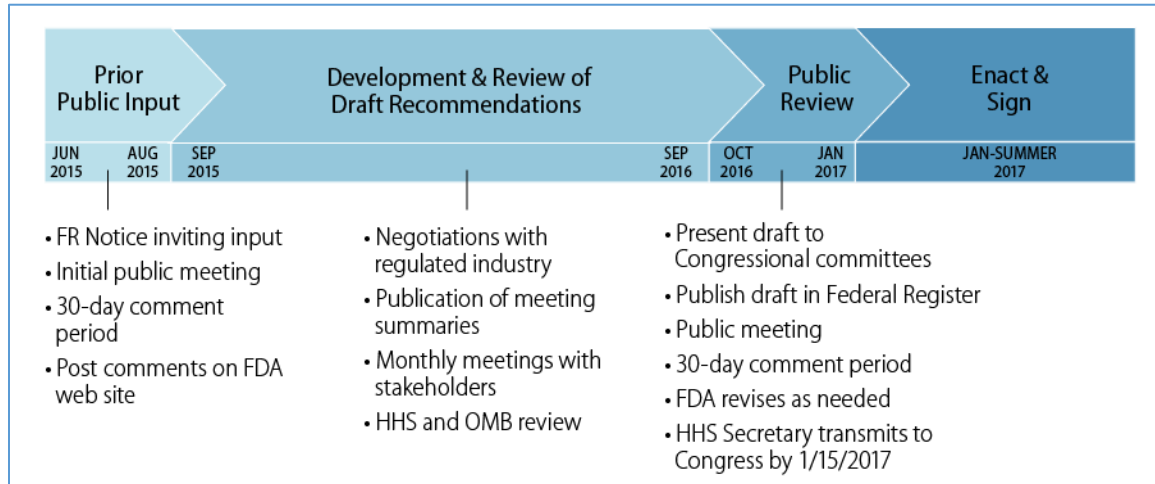 Prior
Public Input
Development & Review of
Draft Recommendations
Public
Review
Enact &
Sign
JUN
2015
AUG
2015
SEP
2015
SEP
2016
OCT
2016
JAN
2017
JAN-SUMMER
2017
• FR Notice inviting input
• Initial public meeting
• 30-day comment
period
• Post comments on FDA
web site
• Negotiations with
regulated industry
• Publication of meeting
summaries
• Monthly meetings with
stakeholders
• HHS and OMB review
• Present draft to
Congressional committees
• Publish draft in Federal Register
• Public meeting
• 30-day comment period
• FDA revises as needed
• HHS Secretary transmits to
Congress by 1/15/2017